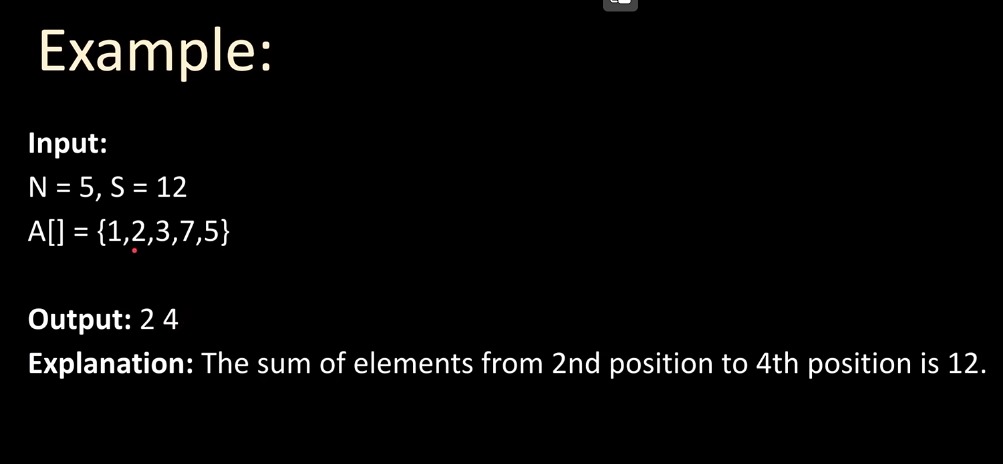 Example:
Input:
N = 5, S = 12
A[] = {1,2,3,7,5}
Output: 2 4
Explanation: The sum of elements from 2nd position to 4th position is 12.